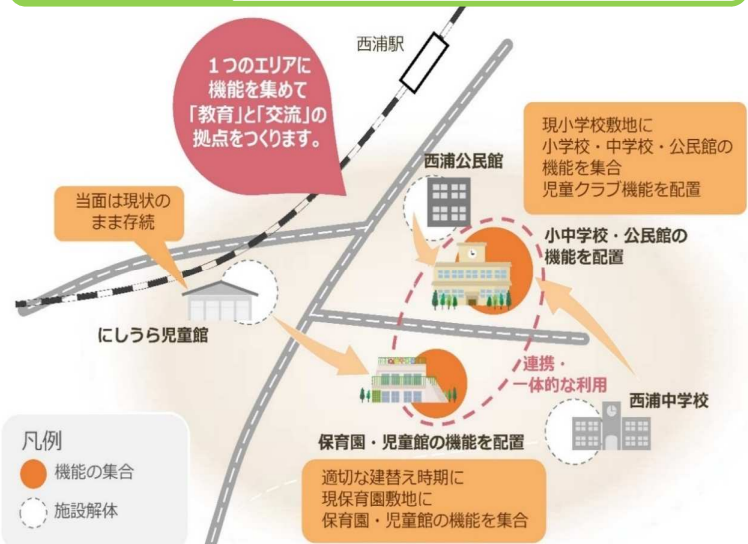 西浦駅
1つのエリアに
機能を集めて
「教育」と「交流」の
拠点をつくります。
現小学校敷地に
小学校・中学校・公民館の
機能を集合
児童クラブ機能を配置
西浦公民館
当面は現状の
まま存続
小中学校・公民館の
機能を配置
にしうら児童館
連携・
一体的な利用
西浦中学校
保育園・児童館の機能を配置
凡例
機能の集合
施設解体
適切な建替え時期に
現保育園敷地に
保育園・児童館の機能を集合